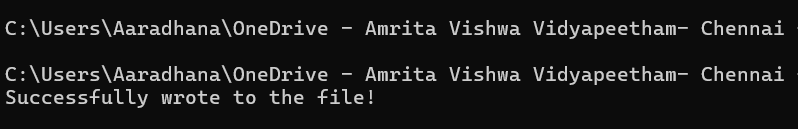 C:\Users\Aaradhana\OneDrive - Amrita Vishwa Vidyapeetham- Chennai
C:\Users\Aaradhana\OneDrive - Amrita Vishwa Vidyapeetham- Chennai
Successfully wrote to the file!